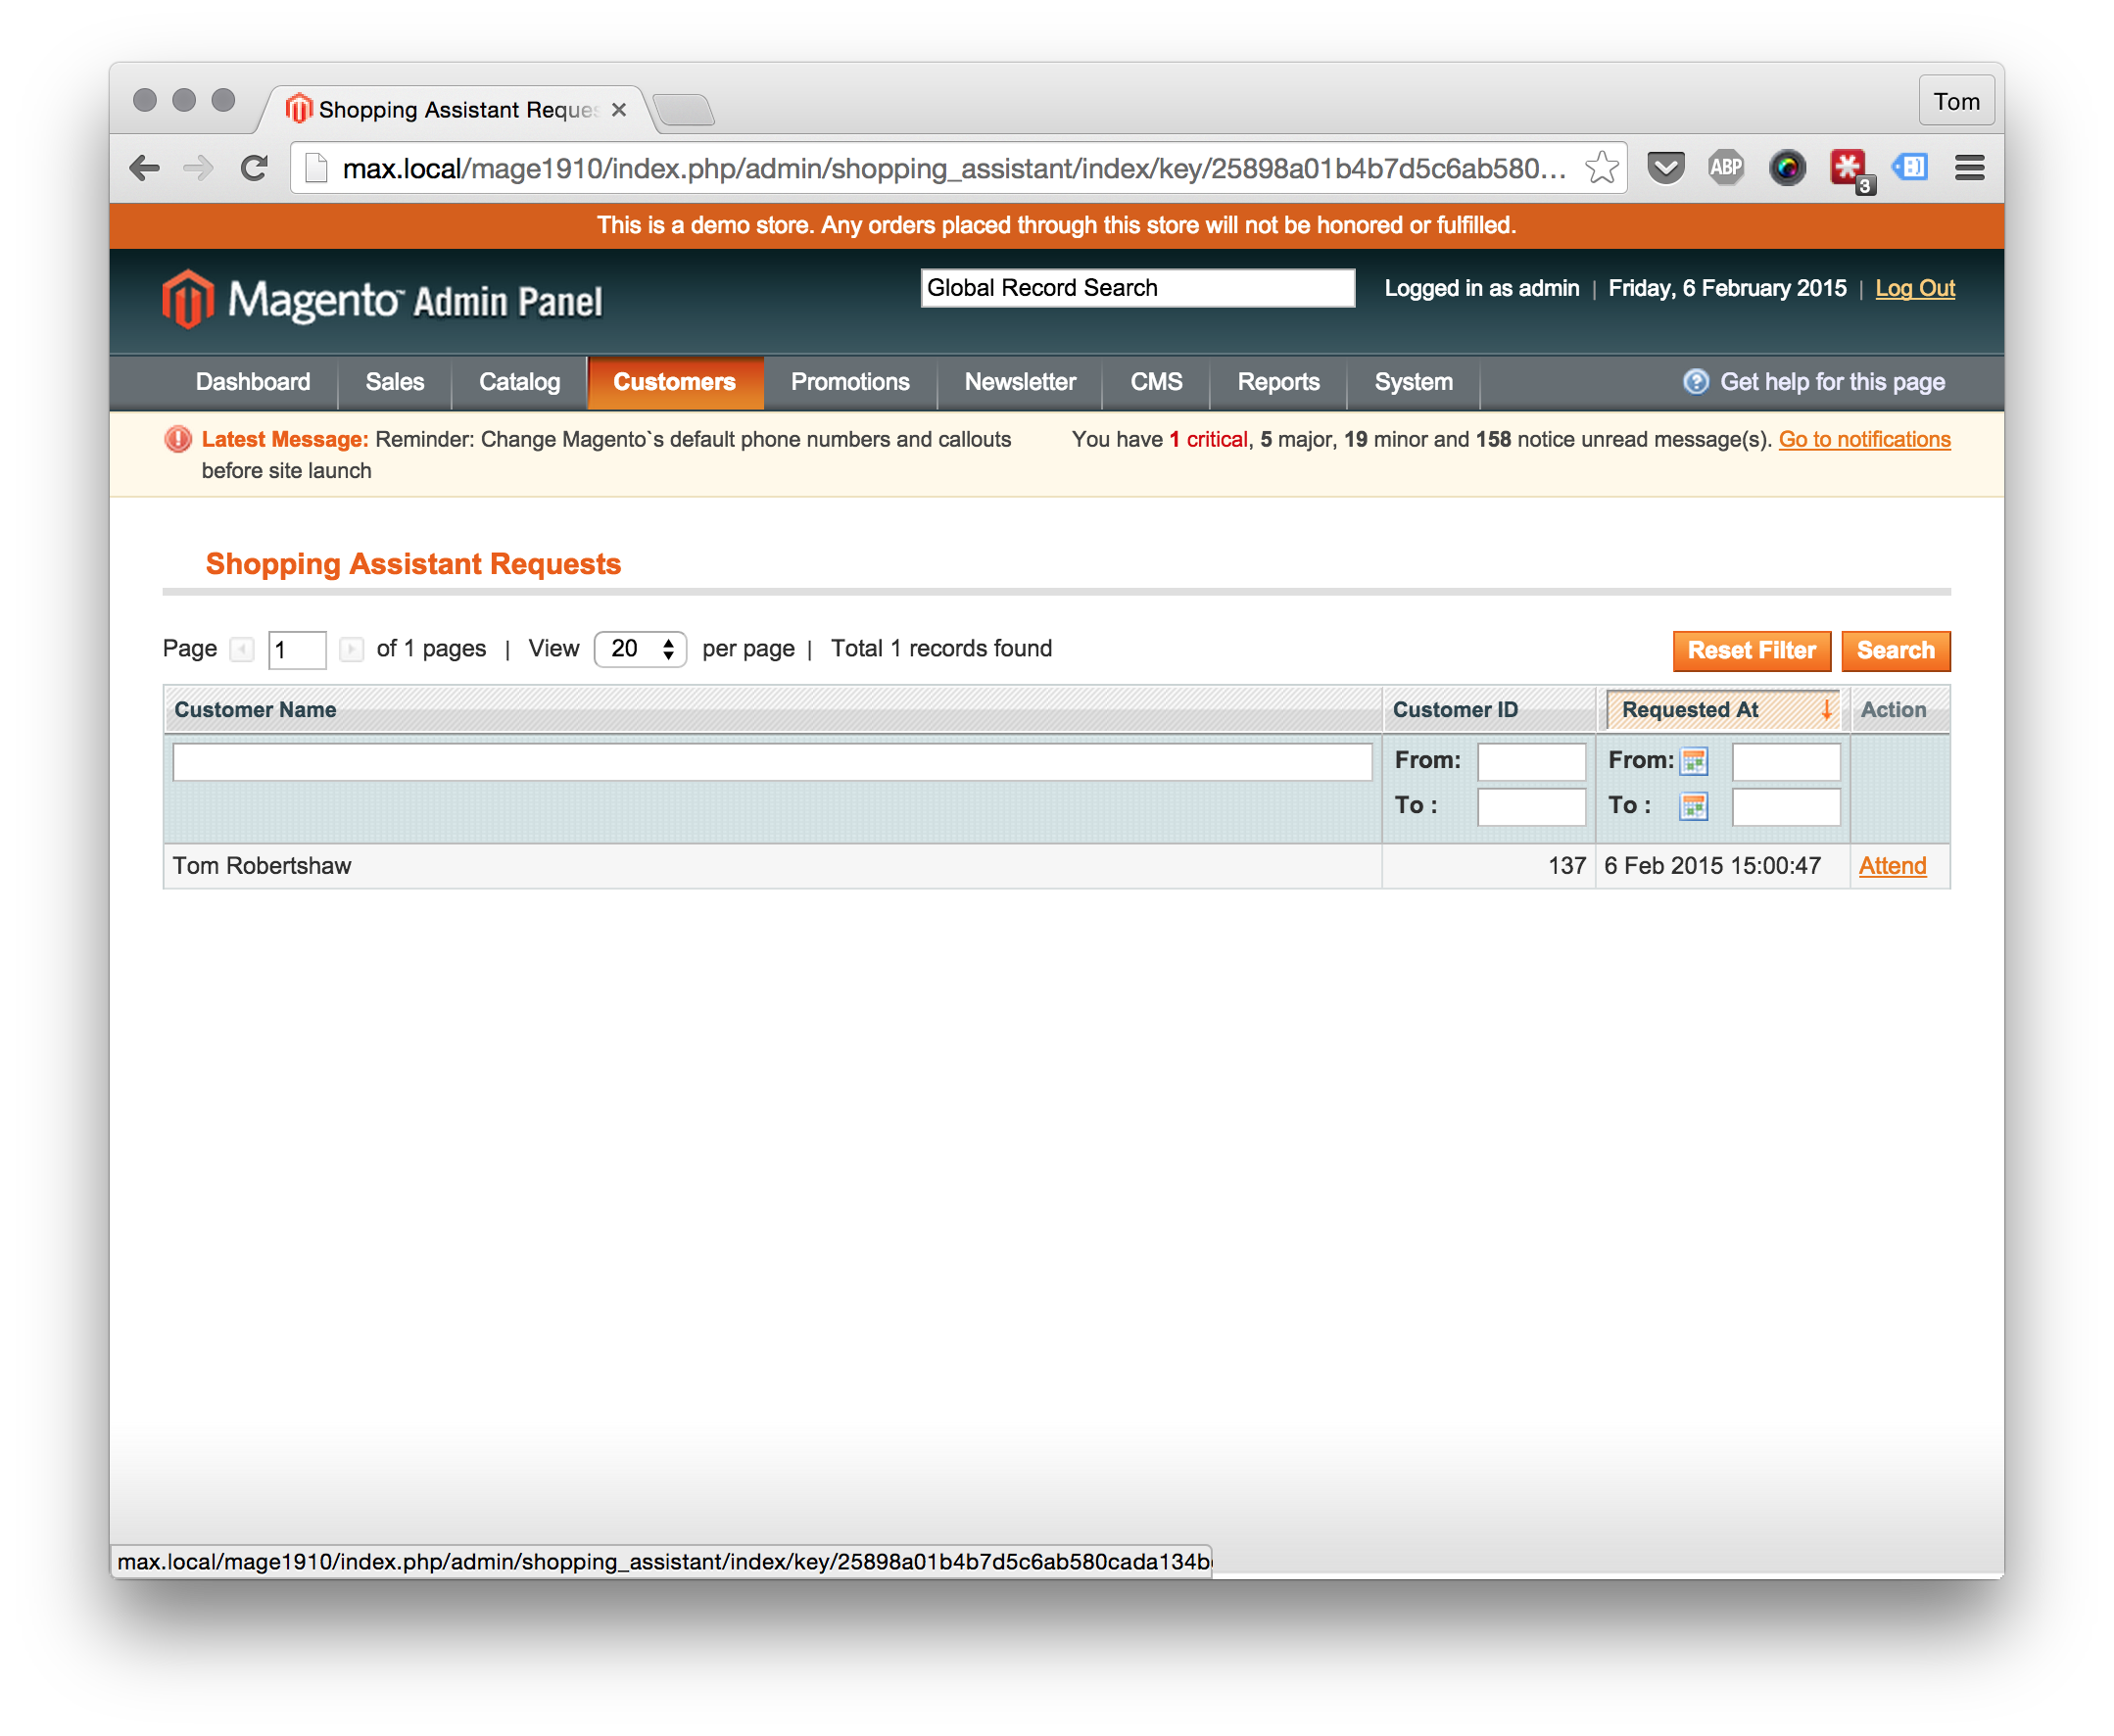 Shopping Assistant Reques
Tom
max.local/mage1910/index.php/admin/shopping_assistant/index/key/25898a01b4b7d5c6ab580...
ABP
3
This is a demo store. Any orders placed through this store will not be honored or fulfilled.
Magento™ Admin Panel
Global Record Search
Logged in as admin | Friday, 6 February 2015 | Log Out
Dashboard Sales Catalog Customers Promotions Newsletter CMS Reports System
? Get help for this page
Latest Message: Reminder: Change Magento`s default phone numbers and callouts
before site launch
You have 1 critical, 5 major, 19 minor and 158 notice unread message(s). Go to notifications
Shopping Assistant Requests
Page 1 of 1 pages | View 20 per page | Total 1 records found
Reset Filter Search
Customer Name Customer ID Requested At Action
From: From:
To : To :
Tom Robertshaw 137 6 Feb 2015 15:00:47 Attend
max.local/mage1910/index.php/admin/shopping_assistant/index/key/25898a01b4b7d5c6ab580cada134b